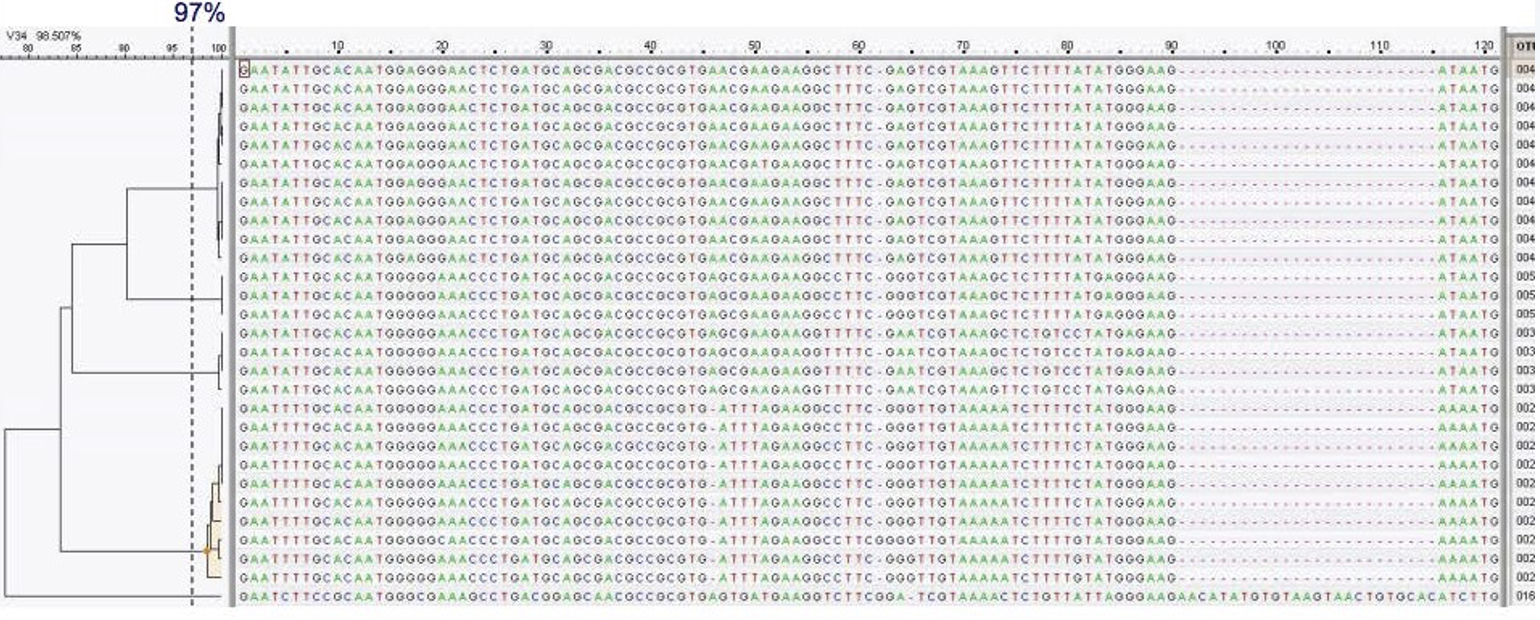 97%
V34 98.507%
80 85 90 95 100 10 20 30 40 50 60 70 80 90 100 110 120
GAATATTGCACAATGGAGGGAACTCTGATGCAGCGACGCCGCGTGAACGAAGAAGGCTTTC-GAGTCGTAAAGTTCTTTTATATGGGAAG-------------------------ATAATG 004
GAATATTGCACAATGGAGGGAACTCTGATGCAGCGACGCCGCGTGAACGAAGAAGGCTTTC-GAGTCGTAAAGTTCTTTTATATGGGAAG-------------------------ATAATG 004
GAATATTGCACAATGGAGGGAACTCTGATGCAGCGACGCCGCGTGAACGAAGAAGGCTTTC-GAGTCGTAAAGTTCTTTTATATGGGAAG-------------------------ATAATG 004
GAATATTGCACAATGGAGGGAACTCTGATGCAGCGACGCCGCGTGAACGAAGAAGGCTTTC-GAGTCGTAAAGTTCTTTTATATGGGAAG-------------------------ATAATG 004
GAATATTGCACAATGGAGGGAACTCTGATGCAGCGACGCCGCGTGAACGAAGAAGGCTTTC-GAGTCGTAAAGTTCTTTTATATGGGAAG-------------------------ATAATG 004
GAATATTGCACAATGGAGGGAACTCTGATGCAGCGACGCCGCGTGAACGATGAAGGCTTTC-GAGTCGTAAAGTTCTTTTATATGGGAAG-------------------------ATAATG 004
GAATATTGCACAATGGAGGGAACTCTGATGCAGCGACGCCGCGTGAACGAAGAAGGCTTTC-GAGTCGTAAAGTTCTTTTATATGGGAAG-------------------------ATAATG 004
GAATATTGCACAATGGAGGGAACTCTGATGCAGCGACGCCGCGTGAACGAAGAAGGCTTTC-GAGTCGTAAAGTTCTTTTATATGGGAAG-------------------------ATAATG 004
GAATATTGCACAATGGAGGGAACTCTGATGCAGCGACGCCGCGTGAACGAAGAAGGCTTTC-GAGTCGTAAAGTTCTTTTATATGGGAAG-------------------------ATAATG 004
GAATATTGCACAATGGAGGGAACTCTGATGCAGCGACGCCGCGTGAACGAAGAAGGCTTTC-GAGTCGTAAAGTTCTTTTATATGGGAAG-------------------------ATAATG 004
GAATATTGCACAATGGAGGGAACTCTGATGCAGCGACGCCGCGTGAACGAAGAAGGCTTTC-GAGTCGTAAAGTTCTTTTATATGGGAAG-------------------------ATAATG 004
GAATATTGCACAATGGGGGAAACCCTGATGCAGCGACGCCGCGTGAGCGAAGAAGGCCTTC-GGGTCGTAAAGCTCTTTTATGAGGGAAG-------------------------ATAATG 005
GAATATTGCACAATGGGGGAAACCCTGATGCAGCGACGCCGCGTGAGCGAAGAAGGCCTTC-GGGTCGTAAAGCTCTTTTATGAGGGAAG-------------------------ATAATG 005
GAATATTGCACAATGGGGGAAACCCTGATGCAGCGACGCCGCGTGAGCGAAGAAGGCCTTC-GGGTCGTAAAGCTCTTTTATGAGGGAAG-------------------------ATAATG 005
GAATATTGCACAATGGGGGAAACCCTGATGCAGCGACGCCGCGTGAGCGAAGAAGGTTTTC-GAATCGTAAAGCTCTGTCCTATGAGAAG-------------------------ATAATG 003
GAATATTGCACAATGGGGGAAACCCTGATGCAGCGACGCCGCGTGAGCGAAGAAGGTTTTC-GAATCGTAAAGCTCTGTCCTATGAGAAG-------------------------ATAATG 003
GAATATTGCACAATGGGGGAAACCCTGATGCAGCGACGCCGCGTGAGCGAAGAAGGTTTTC-GAATCGTAAAGCTCTGTCCTATGAGAAG-------------------------ATAATG 003
GAATATTGCACAATGGGGGAAACCCTGATGCAGCGACGCCGCGTGAGCGAAGAAGGTTTTC-GAATCGTAAAGTTCTGTCCTATGAGAAG-------------------------ATAATG 003
GAATTTTGCACAATGGGGGAAACCCTGATGCAGCGACGCCGCGTG-ATTTAGAAGGCCTTC-GGGTTGTAAAAATCTTTTCTATGGGAAG-------------------------AAAATG 002
GAATTTTGCACAATGGGGGAAACCCTGATGCAGCGACGCCGCGTG-ATTTAGAAGGCCTTC-GGGTTGTAAAAATCTTTTCTATGGGAAG-------------------------AAAATG 002
GAATTTTGCACAATGGGGGAAACCCTGATGCAGCGACGCCGCGTG-ATTTAGAAGGCCTTC-GGGTTGTAAAAATCTTTTCTATGGGAAG-------------------------AAAATG 002
GAATTTTGCACAATGGGGGAAACCCTGATGCAGCGACGCCGCGTG-ATTTAGAAGGCCTTC-GGGTTGTAAAAATCTTTTCTATGGGAAG-------------------------AAAATG 002
GAATTTTGCACAATGGGGGAAACCCTGATGCAGCGACGCCGCGTG-ATTTAGAAGGCCTTC-GGGTTGTAAAAATCTTTTCTATGGGAAG-------------------------AAAATG 002
GAATTTTGCACAATGGGGGAAACCCTGATGCAGCGACGCCGCGTG-ATTTAGAAGGCCTTC-GGGTTGTAAAAATCTTTTCTATGGGAAG-------------------------AAAATG 002
GAATTTTGCACAATGGGGGAAACCCTGATGCAGCGACGCCGCGTG-ATTTAGAAGGCCTTC-GGGTTGTAAAAATCTTTTCTATGGGAAG-------------------------AAAATG 002
GAATTTTGCACAATGGGGGCAACCCTGATGCAGCGACGCCGCGTG-ATTTAGAAGGCCTTCGGGGTTGTAAAAATCTTTTGTATGGGAAG-------------------------AAAATG 002
GAATTTTGCACAATGGGGGAAACCCTGATGCAGCGACGCCGCGTG-ATTTAGAAGGCCTTC-GGGTTGTAAAAATCTTTTGTATGGGAAG-------------------------AAAATG 002
GAATTTTGCACAATGGGGGAAACCCTGATGCAGCGACGCCGCGTG-ATTTAGAAGGCCTTC-GGGTTGTAAAAATCTTTTGTATGGGAAG-------------------------AAAATG 002
GAATCTTCCGCAATGGGCGAAAGCCTGACGGAGCAACGCCGCGTGAGTGATGAAGGTCTTCGGA-TCGTAAAACTCTGTTATTAGGGAAGAACATATGTGTAAGTAACTGTGCACATCTTG 016